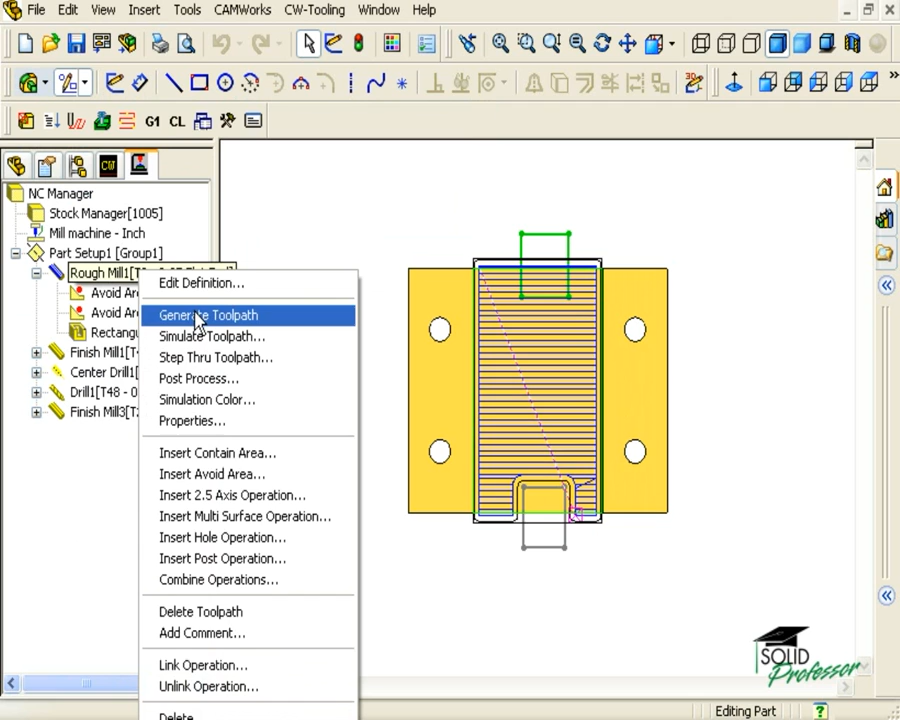 File Edit View Insert Tools CAMWorks CW-Tooling Window Help
G1 CL
NC Manager
Stock Manager[1005]
Mill machine - Inch
Part Setup1 [Group1]
Rough Mill1[T
Avoid Are
Avoid Are
Rectangu
Finish Mill1[T
Center Drill1[
Drill1[T48 - 0
Finish Mill3[T
Edit Definition...
Generate Toolpath
Simulate Toolpath...
Step Thru Toolpath...
Post Process...
Simulation Color...
Properties...
Insert Contain Area...
Insert Avoid Area...
Insert 2.5 Axis Operation...
Insert Multi Surface Operation...
Insert Hole Operation...
Insert Post Operation...
Combine Operations...
Delete Toolpath
Add Comment...
Link Operation...
Unlink Operation...
Delete
SOLID
Professor
Editing Part